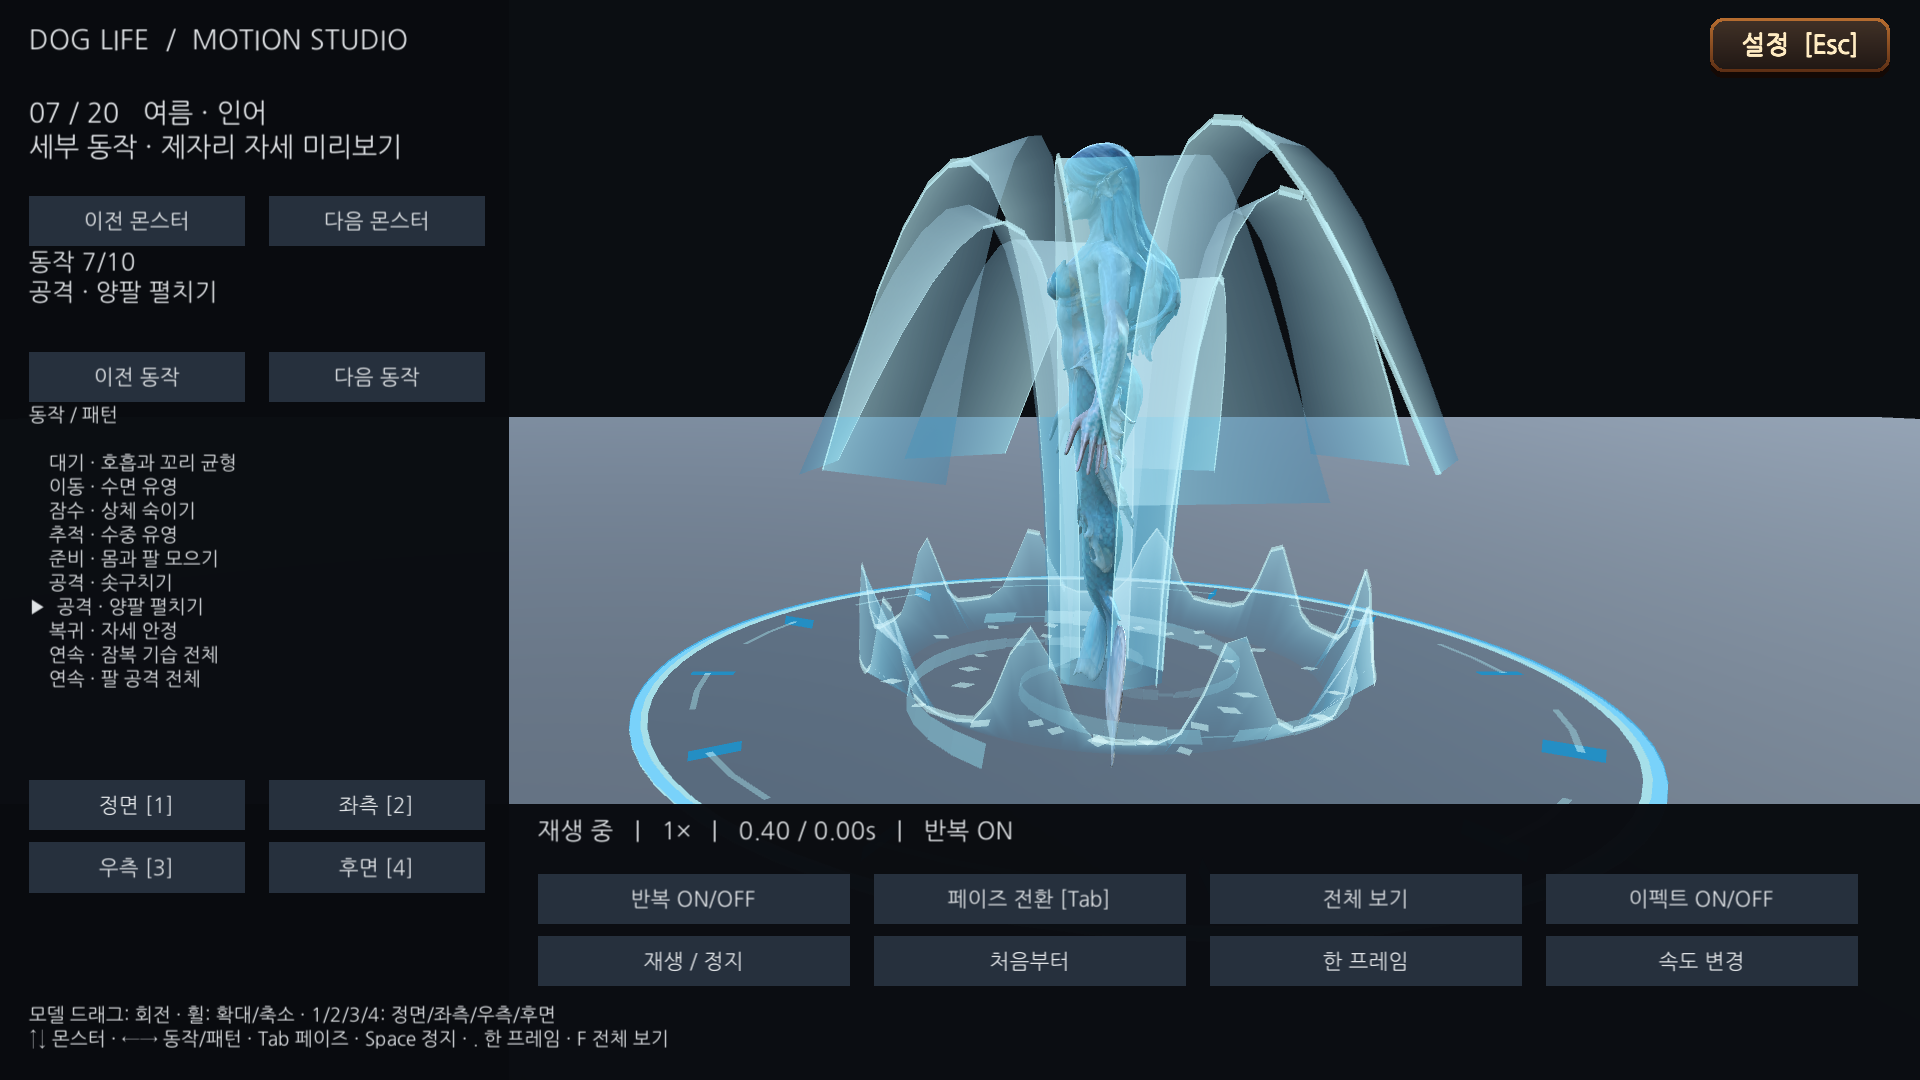 DOG LIFE / MOTION STUDIO
설정 [Esc]
07 / 20 여름 · 인어
세부 동작 · 제자리 자세 미리보기
이전 몬스터
다음 몬스터
동작 7/10
공격 · 양팔 펼치기
이전 동작
다음 동작
동작 / 패턴
대기 · 호흡과 꼬리 균형
이동 · 수면 유영
잠수 · 상체 숙이기
추적 · 수중 유영
준비 · 몸과 팔 모으기
공격 · 솟구치기
▶ 공격 · 양팔 펼치기
복귀 · 자세 안정
연속 · 잠복 기습 전체
연속 · 팔 공격 전체
정면 [1]
좌측 [2]
우측 [3]
후면 [4]
재생 중 | 1× | 0.40 / 0.00s | 반복 ON
반복 ON/OFF
페이즈 전환 [Tab]
전체 보기
이펙트 ON/OFF
재생 / 정지
처음부터
한 프레임
속도 변경
모델 드래그: 회전 · 휠: 확대/축소 · 1/2/3/4: 정면/좌측/우측/후면
↑↓ 몬스터 · ←→ 동작/패턴 · Tab 페이즈 · Space 정지 · . 한 프레임 · F 전체 보기